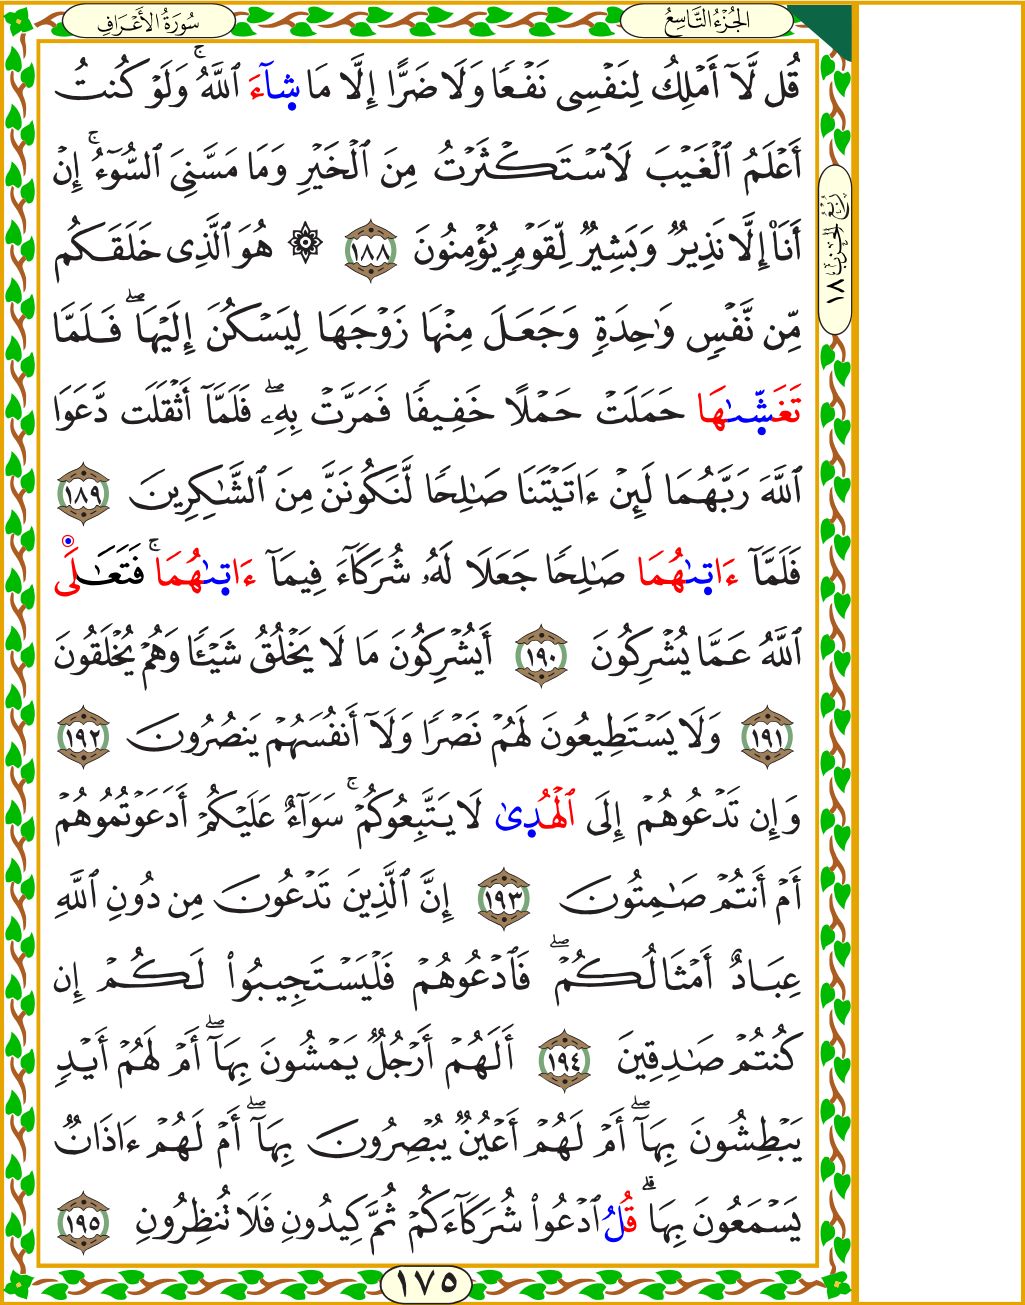 الجُزْءُ التَّاسِعُ
سُورَةُ الأَعْرَافِ
قُل لَّآ أَمْلِكُ لِنَفْسِى نَفْعًا وَلَا ضَرًّا إِلَّا مَا شَآءَ ٱللَّهُ ۚ وَلَوْ كُنتُ
أَعْلَمُ ٱلْغَيْبَ لَٱسْتَكْثَرْتُ مِنَ ٱلْخَيْرِ وَمَا مَسَّنِىَ ٱلسُّوٓءُ ۚ إِنْ
أَنَا۠ إِلَّا نَذِيرٌ وَبَشِيرٌ لِّقَوْمٍ يُؤْمِنُونَ ١٨٨ ۞ هُوَ ٱلَّذِى خَلَقَكُم
مِّن نَّفْسٍ وَٰحِدَةٍ وَجَعَلَ مِنْهَا زَوْجَهَا لِيَسْكُنَ إِلَيْهَا ۖ فَلَمَّا
تَغَشِّىٰهَا حَمَلَتْ حَمْلًا خَفِيفًا فَمَرَّتْ بِهِۦ ۖ فَلَمَّآ أَثْقَلَت دَّعَوَا
ٱللَّهَ رَبَّهُمَا لَئِنْ ءَاتَيْتَنَا صَـٰلِحًا لَّنَكُونَنَّ مِنَ ٱلشَّـٰكِرِينَ ١٨٩
فَلَمَّآ ءَاتِىٰهُمَا صَـٰلِحًا جَعَلَا لَهُۥ شُرَكَآءَ فِيمَآ ءَاتِىٰهُمَا ۚ فَتَعَـٰلَى
ٱللَّهُ عَمَّا يُشْرِكُونَ ١٩٠ أَيُشْرِكُونَ مَا لَا يَخْلُقُ شَيْـًٔا وَهُمْ يُخْلَقُونَ
١٩١ وَلَا يَسْتَطِيعُونَ لَهُمْ نَصْرًا وَلَآ أَنفُسَهُمْ يَنصُرُونَ ١٩٢
وَإِن تَدْعُوهُمْ إِلَى ٱلْهُدِىٰ لَا يَتَّبِعُوكُمْ ۚ سَوَآءٌ عَلَيْكُمْ أَدَعَوْتُمُوهُمْ
أَمْ أَنتُمْ صَـٰمِتُونَ ١٩٣ إِنَّ ٱلَّذِينَ تَدْعُونَ مِن دُونِ ٱللَّهِ
عِبَادٌ أَمْثَالُكُمْ ۖ فَٱدْعُوهُمْ فَلْيَسْتَجِيبُوا۟ لَكُمْ إِن
كُنتُمْ صَـٰدِقِينَ ١٩٤ أَلَهُمْ أَرْجُلٌ يَمْشُونَ بِهَآ ۖ أَمْ لَهُمْ أَيْدٍ
يَبْطِشُونَ بِهَآ ۖ أَمْ لَهُمْ أَعْيُنٌ يُبْصِرُونَ بِهَآ ۖ أَمْ لَهُمْ ءَاذَانٌ
يَسْمَعُونَ بِهَا ۗ قُلُ ٱدْعُوا۟ شُرَكَآءَكُمْ ثُمَّ كِيدُونِ فَلَا تُنظِرُونِ ١٩٥
رُبْعُ الحِزْبِ ١٨
١٧٥